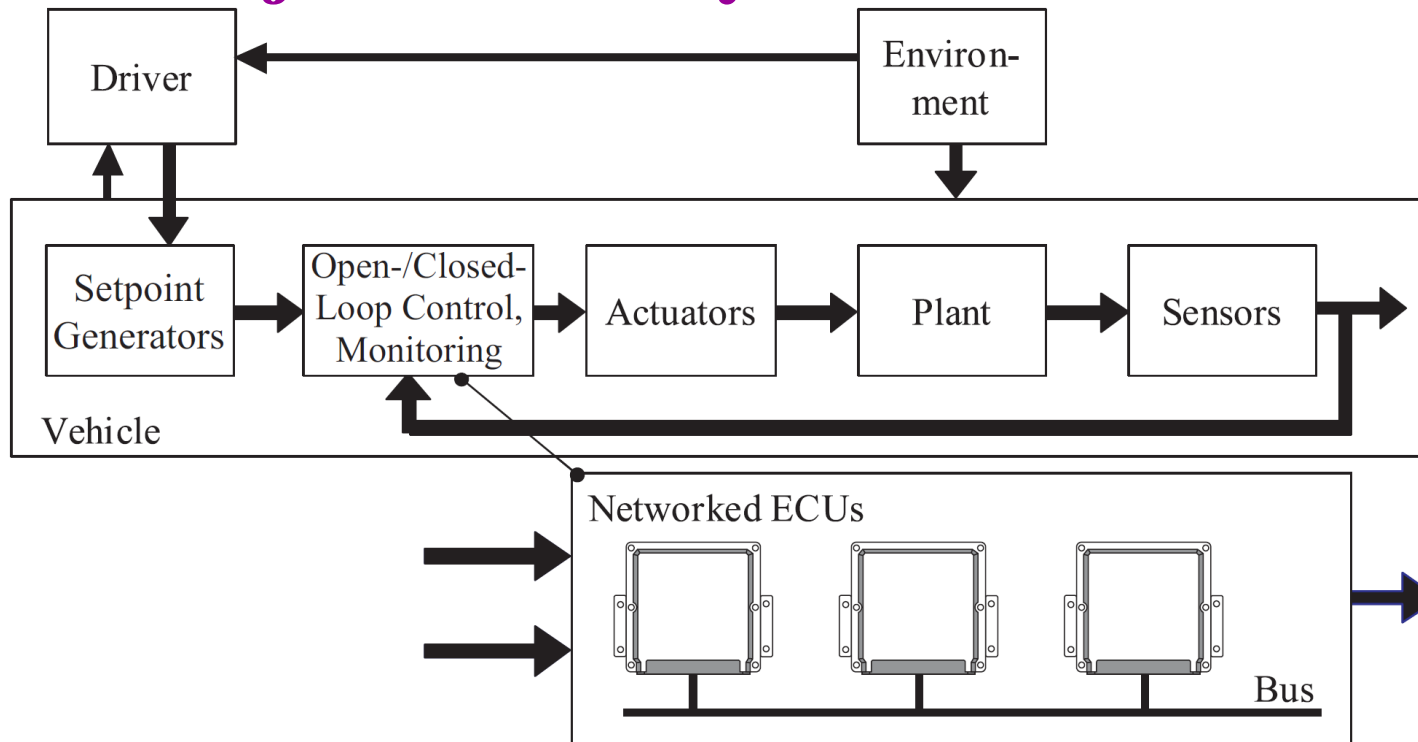 Driver
Environ-
ment
Setpoint
Generators
Open-/Closed-
Loop Control,
Monitoring
Actuators
Plant
Sensors
Vehicle
Networked ECUs
Bus